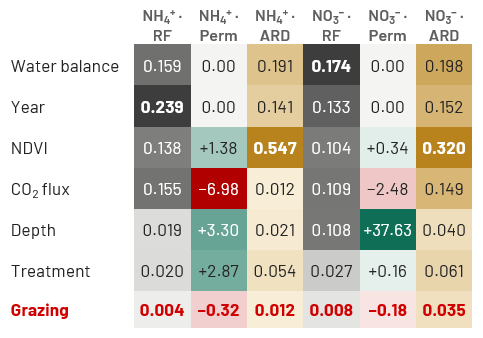 NH₄⁺ · NH₄⁺ · NH₄⁺ · NO₃⁻ · NO₃⁻ · NO₃⁻ ·
RF Perm ARD RF Perm ARD
Water balance 0.159 0.00 0.191 0.174 0.00 0.198
Year 0.239 0.00 0.141 0.133 0.00 0.152
NDVI 0.138 +1.38 0.547 0.104 +0.34 0.320
CO₂ flux 0.155 −6.98 0.012 0.109 −2.48 0.149
Depth 0.019 +3.30 0.021 0.108 +37.63 0.040
Treatment 0.020 +2.87 0.054 0.027 +0.16 0.061
Grazing 0.004 −0.32 0.012 0.008 −0.18 0.035